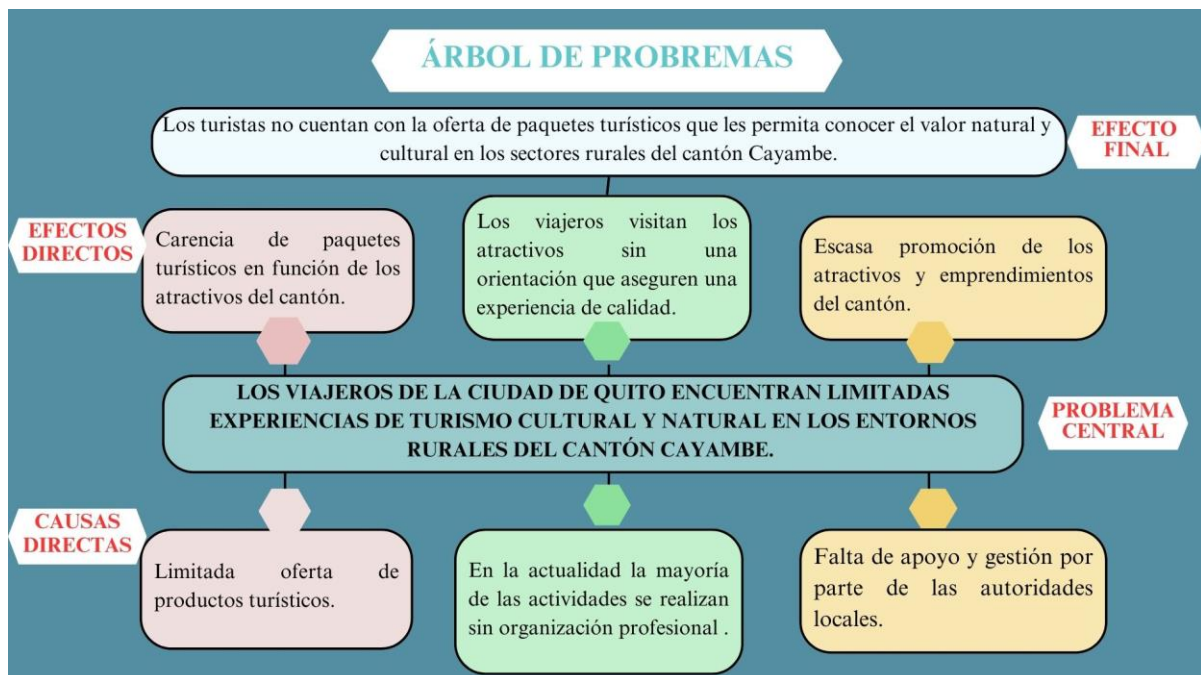 ÁRBOL DE PROBREMAS
Los turistas no cuentan con la oferta de paquetes turísticos que les permita conocer el valor natural y
cultural en los sectores rurales del cantón Cayambe.
EFECTO
FINAL
EFECTOS
DIRECTOS
Carencia de paquetes
turísticos en función de los
atractivos del cantón.
Los viajeros visitan los
atractivos sin una
orientación que aseguren una
experiencia de calidad.
Escasa promoción de los
atractivos y emprendimientos
del cantón.
LOS VIAJEROS DE LA CIUDAD DE QUITO ENCUENTRAN LIMITADAS
EXPERIENCIAS DE TURISMO CULTURAL Y NATURAL EN LOS ENTORNOS
RURALES DEL CANTÓN CAYAMBE.
PROBLEMA
CENTRAL
CAUSAS
DIRECTAS
Limitada oferta de
productos turísticos.
En la actualidad la mayoría
de las actividades se realizan
sin organización profesional .
Falta de apoyo y gestión por
parte de las autoridades
locales.